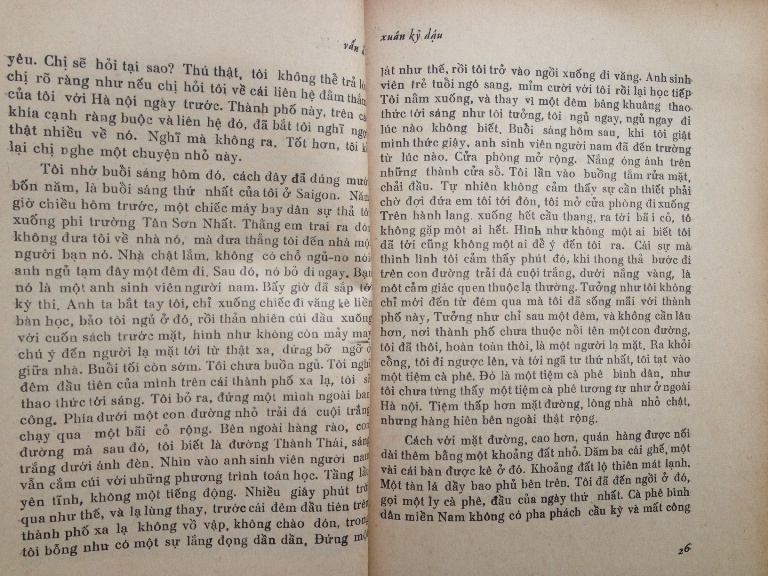 vấn
yêu. Chị sẽ hỏi tại sao? Thú thật, tôi không thể trả
chị rõ ràng như nếu chị hỏi tôi về cái liên hệ đầm thắm
của tôi với Hà nội ngày trước. Thành phố này, trên
khía cạnh ràng buộc và liên hệ đó, đã bắt tôi nghĩ
thật nhiều về nó. Nghĩ mà không ra. Tốt hơn, tôi
lại chị nghe một chuyện nhỏ này.
Tôi nhớ buổi sáng hôm đó, cách đây đã đúng
bốn năm, là buổi sáng thứ nhất của tôi ở Saigon.
giờ chiều hôm trước, một chiếc máy bay dân sự thả
xuống phi trường Tân Sơn Nhất. Thằng em trai ra
không đưa tôi về nhà nó, mà đưa thẳng tôi đến nhà
người bạn nó. Nhà chật lắm, không có chỗ ngủ-nó nói
anh ngủ tạm đây một đêm đi. Sau đó, nó bỏ đi ngay.
nó là một anh sinh viên người nam. Bấy giờ đã sắp
kỳ thi. Anh ta bắt tay tôi, chỉ xuống chiếc đi văng kê liền
bàn học, bảo tôi ngủ ở đó, rồi thản nhiên cúi đầu xuống
với cuốn sách trước mặt, hình như không còn mảy
chú ý đến người lạ mặt tới từ thật xa, đứng bỡ ngỡ
giữa nhà. Buổi tối còn sớm. Tôi chưa buồn ngủ. Tôi
đêm đầu tiên của mình trên cái thành phố xa lạ, tôi
thao thức tới sáng. Tôi bỏ ra, đứng một mình ngoài
công. Phía dưới một con đường nhỏ trải đá cuội trắng
chạy qua một bãi cỏ rộng. Bên ngoài hàng rào, con
đường mà sau đó, tôi biết là đường Thành Thái,
trắng dưới ánh đèn. Nhìn vào anh sinh viên người
vẫn cắm cúi với những phương trình toán học. Tầng
yên tĩnh, không một tiếng động. Nhiều giây phút
qua như thế, và lạ lùng thay, trước cái đêm đầu tiên
thành phố xa lạ không vồ vập, không chào đón,
tôi bỗng như có một sự lắng đọng dần dần, Đứng
xuân kỷ dậu
lát như thế, rồi tôi trở vào ngồi xuống đi văng. Anh sinh
viên trẻ tuổi ngó sang, mỉm cười với tôi rồi lại học tiếp
Tôi nằm xuống, và thay vì một đêm bâng khuâng thao
thức tới sáng như tôi tưởng, tôi ngủ ngay, ngủ ngay đi
lúc nào không biết. Buổi sáng hôm sau, khi tôi giật
mình thức giậy, anh sinh viên người nam đã đến trường
từ lúc nào. Cửa phòng mở rộng. Nắng óng ánh trên
những thành cửa sổ. Tôi lần vào buồng tắm rửa mặt,
chải đầu. Tự nhiên không cảm thấy sự cần thiết phải
chờ đợi đứa em tôi tới đón, tôi mở cửa phòng đi xuống
Trên hành lang. xuống hết cầu thang, ra tới bãi cỏ, tô
không gặp một ai hết. Hình như không một ai biết tôi
đã tới cũng không một ai để ý đến tôi ra. Cái sự mà
thình lình tôi cảm thấy phút đó, khi thong thả bước đi
trên con đường trải đá cuội trắng, dưới nắng vàng, là
một cảm giác quen thuộc lạ thường. Tưởng như tôi không
chỉ mới đến từ đêm qua mà tôi đã sống mãi với thành
phố này, Tưởng như chỉ sau một đêm, và không cần lâu
hơn, nơi thành phố chưa thuộc nổi tên một con đường,
tôi đã thôi, hoàn toàn thôi, là một người lạ mặt. Ra khỏi
cổng, tôi đi ngược lên, và tới ngã tư thứ nhất, tôi tạt vào
một tiệm cà phê. Đó là một tiệm cà phê bình dân, như
tôi chưa từng thấy một tiệm cà phê tương tự như ở ngoài
Hà nội. Tiệm thấp hơn mặt đường, lòng nhà nhỏ chật,
nhưng hàng hiên bên ngoài thật rộng.
Cách với mặt đường, cao hơn, quán hàng được nối
dài thêm bằng một khoảng đất nhỏ. Dăm ba cái ghế, một
vài cái bàn được kê ở đó. Khoảng đất lộ thiên mát lạnh.
Một tàn lá dầy bao phủ bên trên. Tôi đã đến ngồi ở đó,
gọi một ly cà phê, đầu của ngày thứ nhất. Cà phê bình
dân miền Nam không có pha phách cầu kỳ và mất công
26